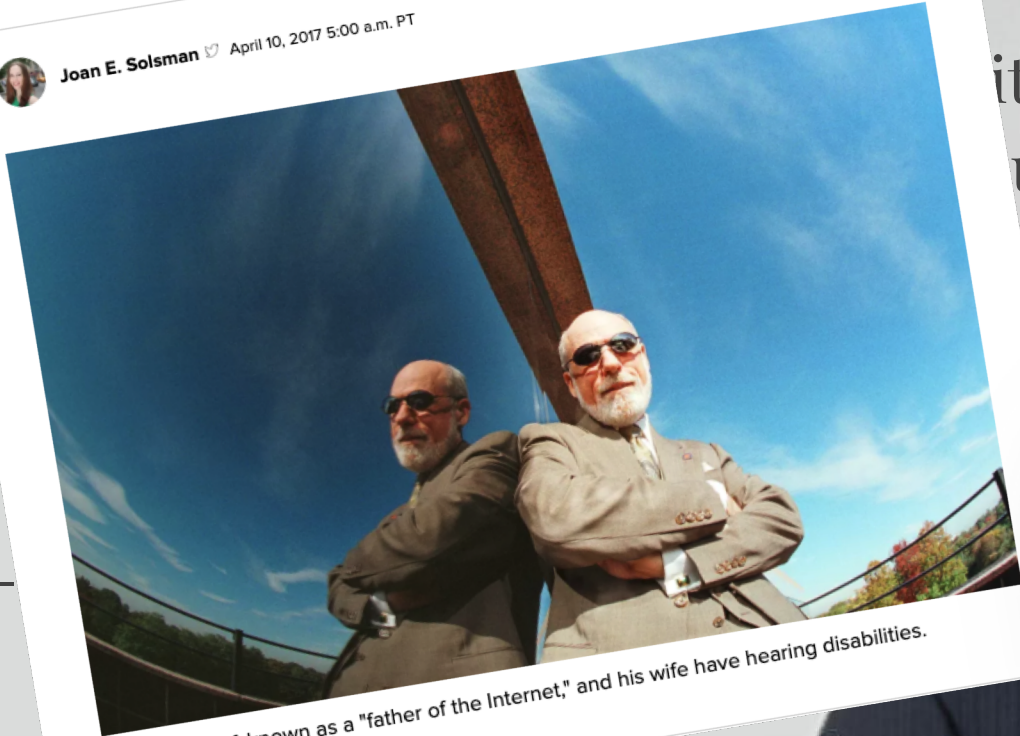 Joan E. Solsman April 10, 2017 5:00 a.m. PT
it
known as a "father of the Internet," and his wife have hearing disabilities.